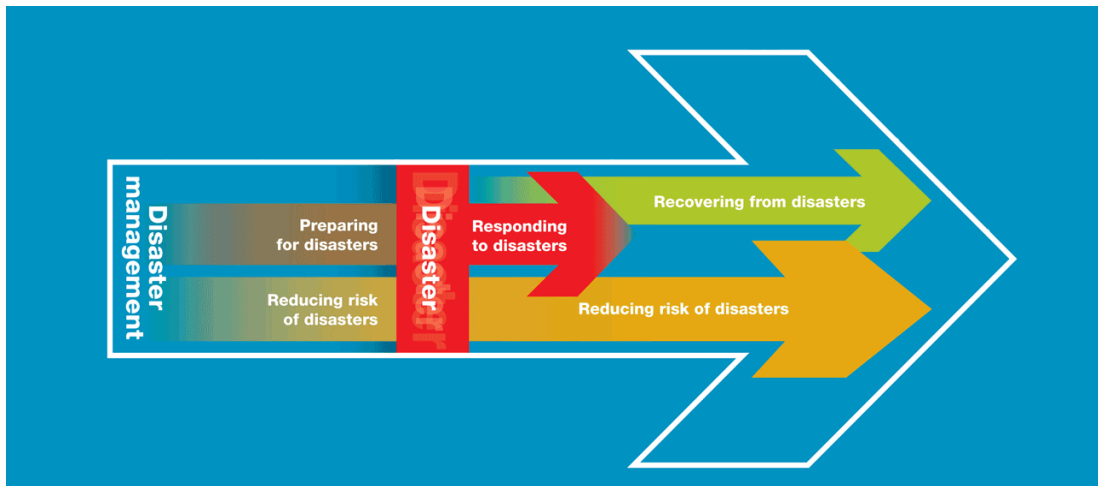 Disaster
management
Preparing
for disasters
Reducing risk
of disasters
Disaster
Responding
to disasters
Recovering from disasters
Reducing risk of disasters